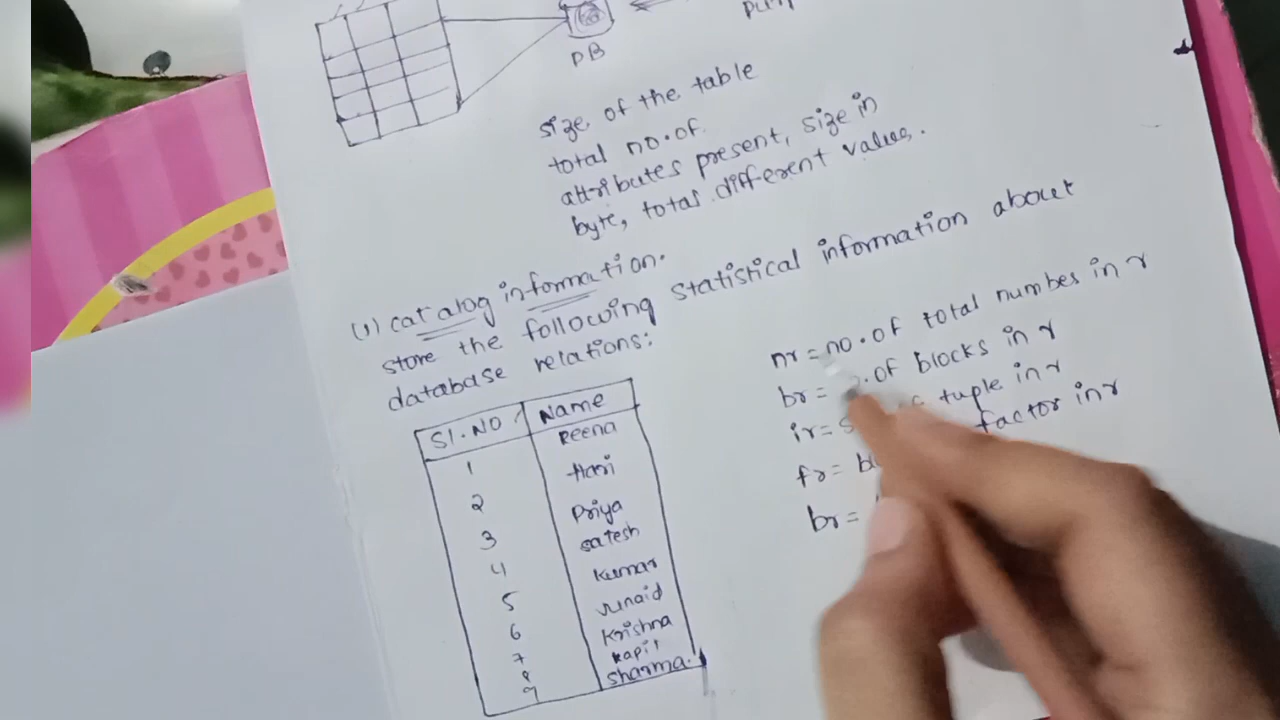 DB
size of the table
total no.of
attributes present, size in
byte, total different value.
(1) catalog information.
store the following statistical information about
database relations:
Sl.NO Name
1 Reena
2 Hari
3 Priya
4 satesh
5 kumar
6 Junaid
7 Krishna
8 kapil
9 sharma.
nr = no.of total numbes in r
br = .of blocks in r
ir = tuple in r
fr = factor in r
br =